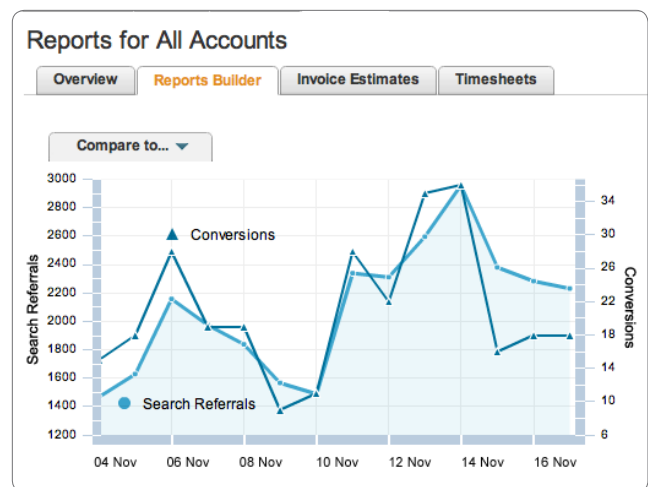 Reports for All Accounts
Overview
Reports Builder
Invoice Estimates
Timesheets
Compare to...
3000
2800
2600
2400
2200
2000
1800
1600
1400
1200
Search Referrals
Conversions
Search Referrals
34
30
26
22
18
14
10
6
Conversions
04 Nov 06 Nov 08 Nov 10 Nov 12 Nov 14 Nov 16 Nov